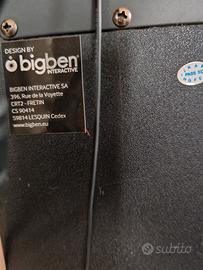 DESIGN BY
bigben
INTERACTIVE
BIGBEN INTERACTIVE SA
396, Rue de la Voyette
CRT2 - FRETIN
CS 90414
59814 LESQUIN Cedex
www.bigben.eu
subito